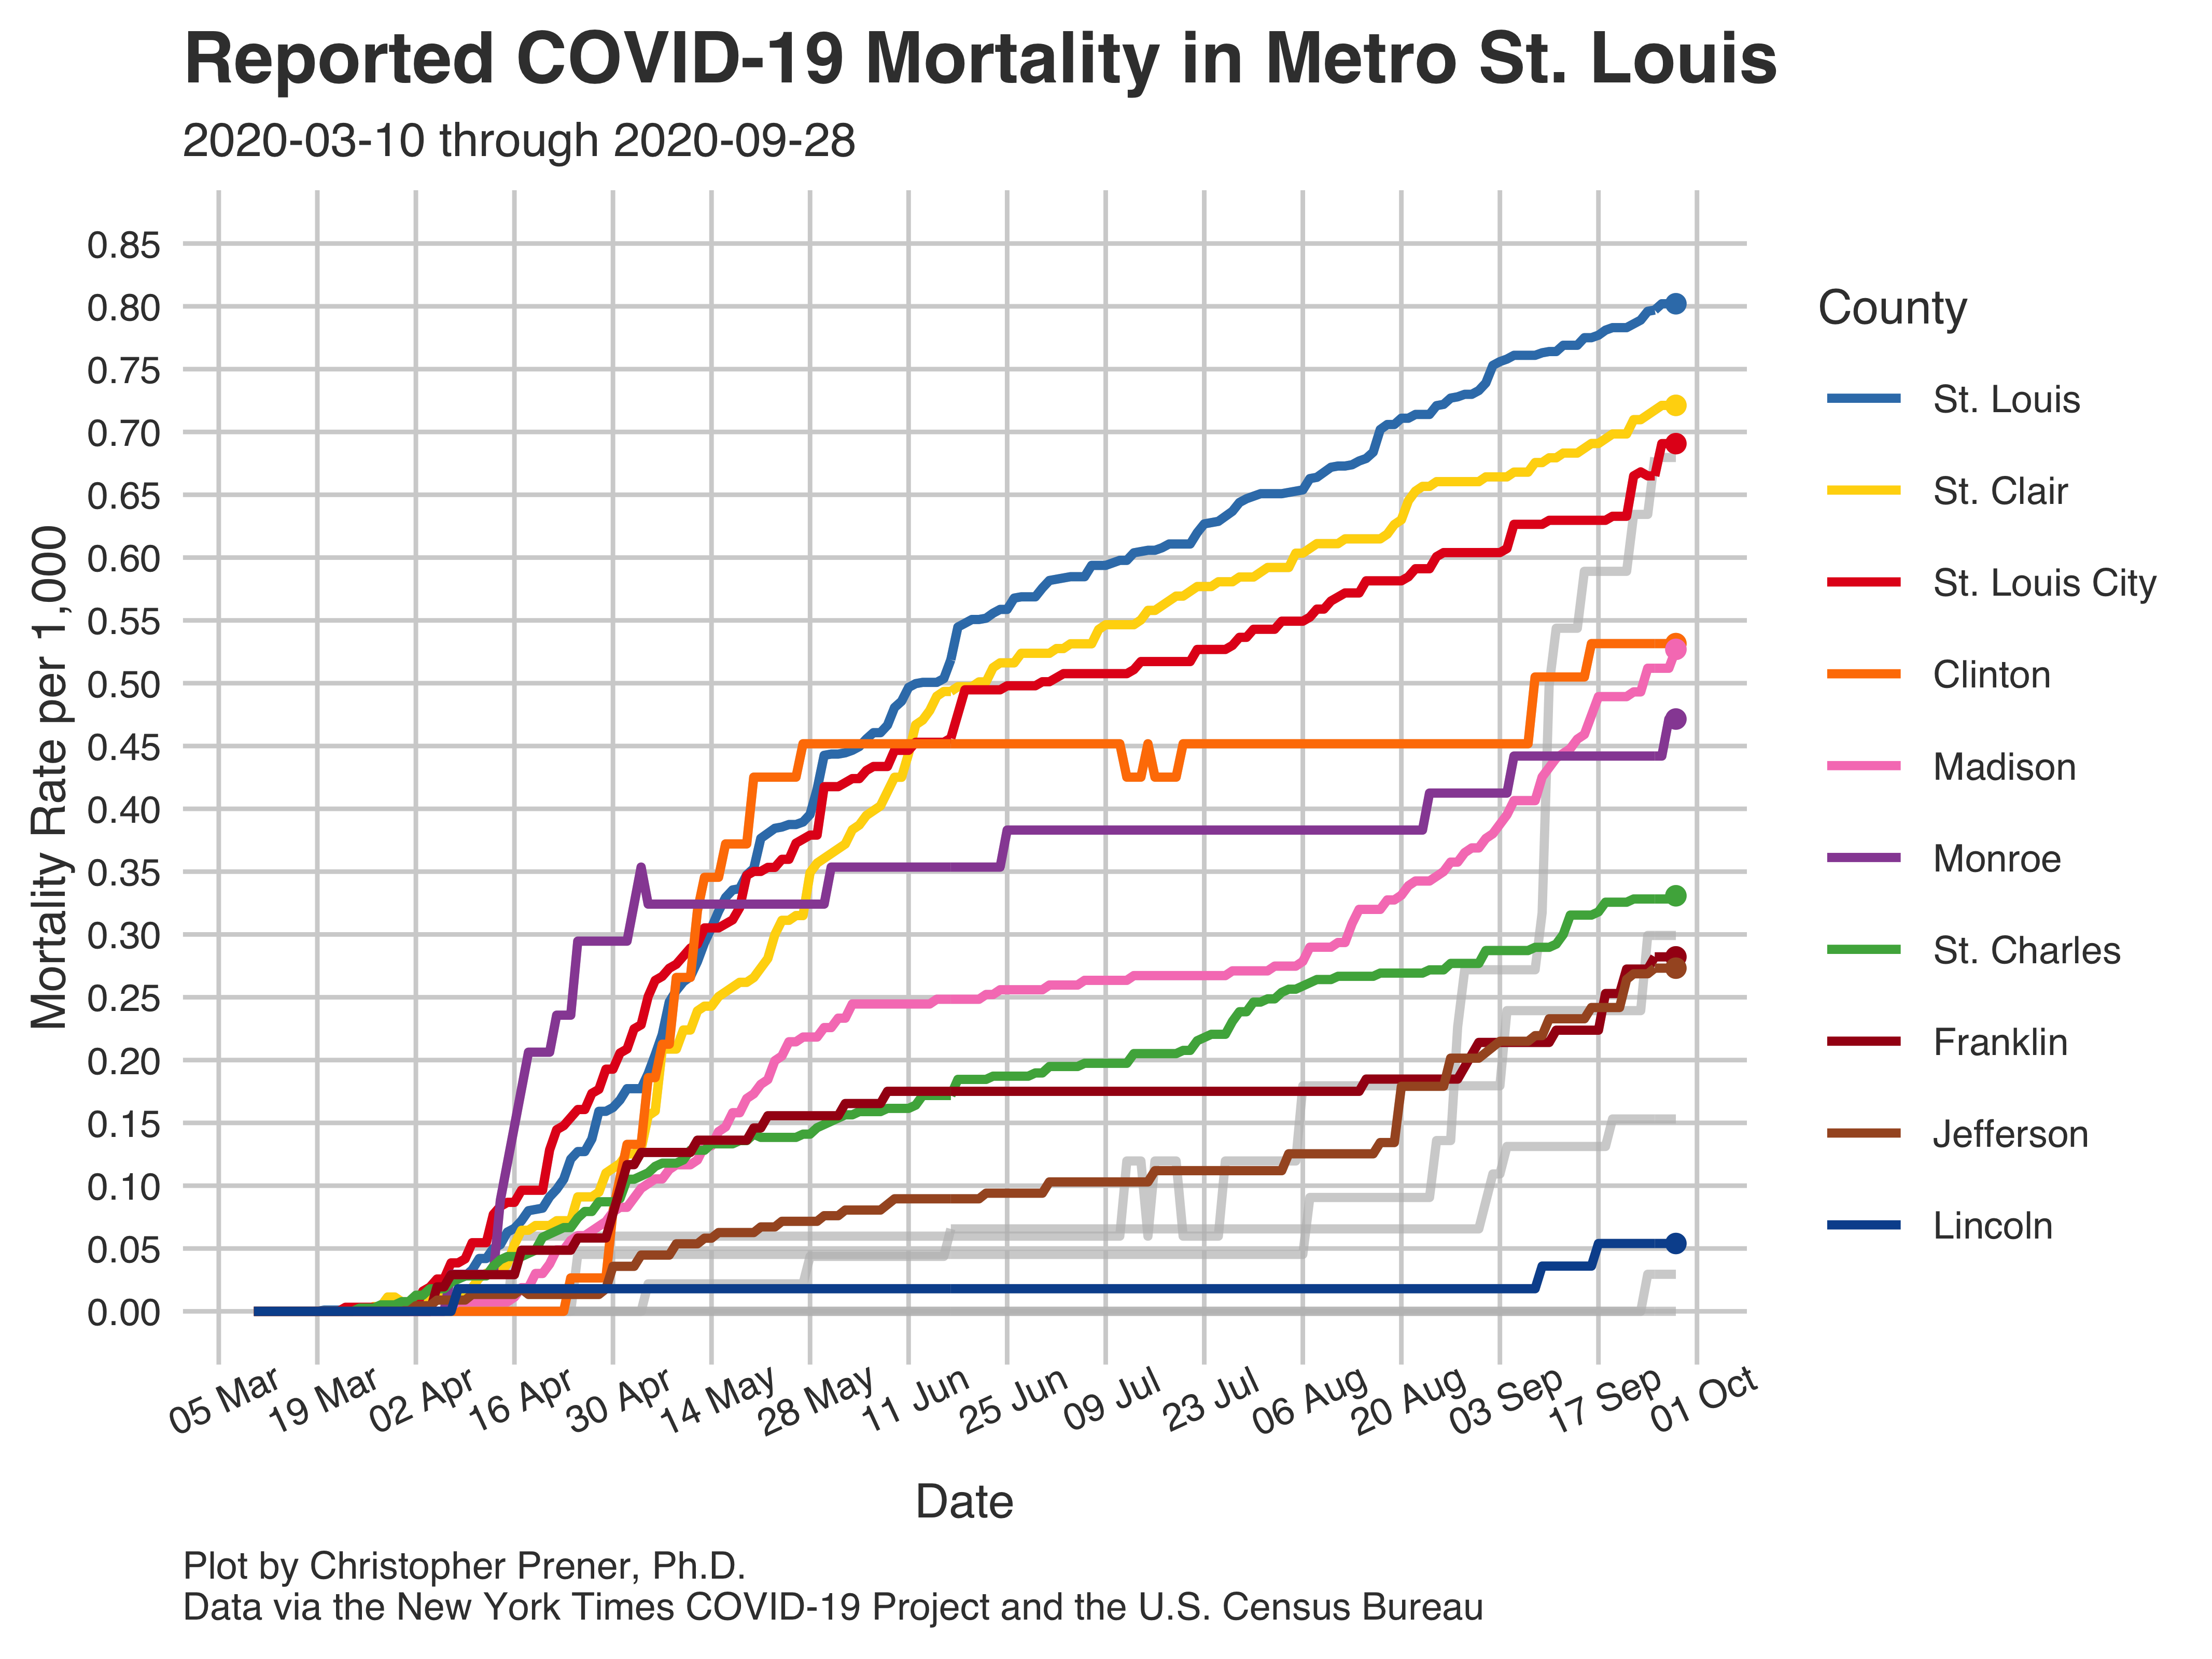 Reported COVID-19 Mortality in Metro St. Louis
2020-03-10 through 2020-09-28
Mortality Rate per 1,000
0.85
0.80
0.75
0.70
0.65
0.60
0.55
0.50
0.45
0.40
0.35
0.30
0.25
0.20
0.15
0.10
0.05
0.00
05 Mar
19 Mar
02 Apr
16 Apr
30 Apr
14 May
28 May
11 Jun
25 Jun
09 Jul
23 Jul
06 Aug
20 Aug
03 Sep
17 Sep
01 Oct
Date
County
St. Louis
St. Clair
St. Louis City
Clinton
Madison
Monroe
St. Charles
Franklin
Jefferson
Lincoln
Plot by Christopher Prener, Ph.D.
Data via the New York Times COVID-19 Project and the U.S. Census Bureau